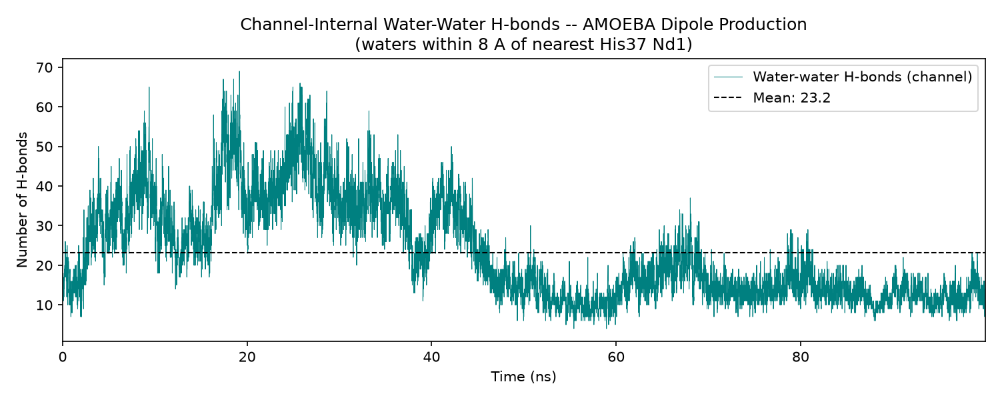 Channel-Internal Water-Water H-bonds -- AMOEBA Dipole Production
(waters within 8 A of nearest His37 Nd1)
Number of H-bonds
70
60
50
40
30
20
10
Water-water H-bonds (channel)
Mean: 23.2
0 20 40 60 80
Time (ns)